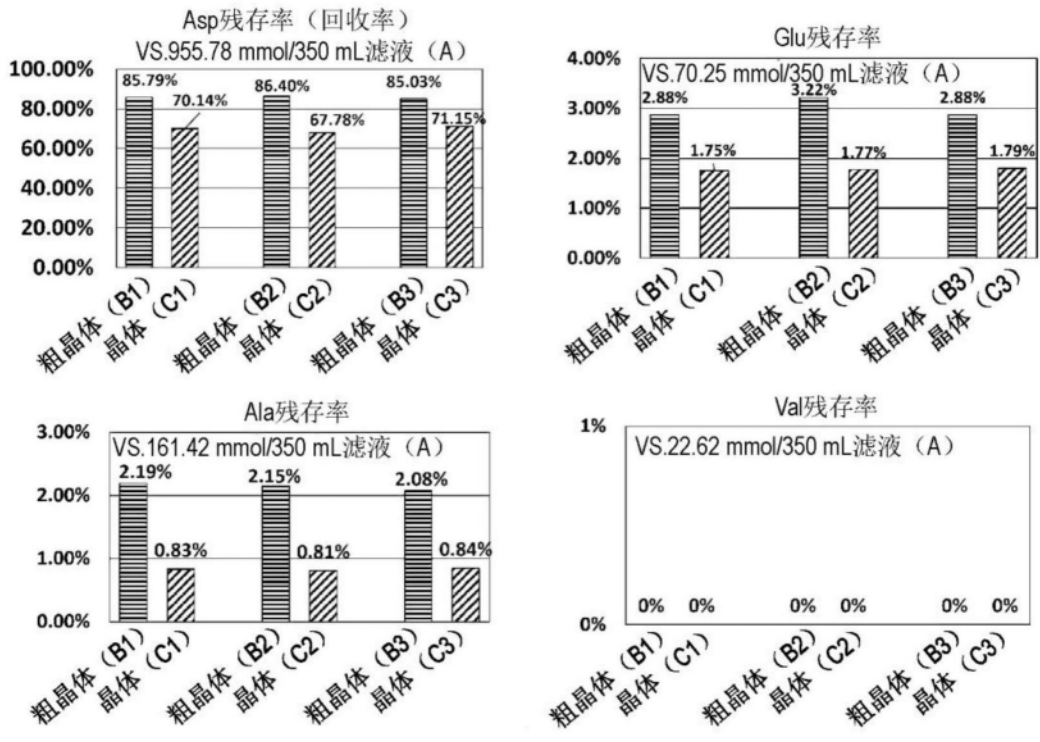 Asp残存率（回收率）
VS.955.78 mmol/350 mL滤液（A）
100.00%
80.00%
60.00%
40.00%
20.00%
0.00%
85.79%
70.14%
86.40%
67.78%
85.03%
71.15%
粗晶体（B1）
晶体（C1）
粗晶体（B2）
晶体（C2）
粗晶体（B3）
晶体（C3）
Glu残存率
VS.70.25 mmol/350 mL滤液（A）
4.00%
3.00%
2.00%
1.00%
0.00%
2.88%
1.75%
3.22%
1.77%
2.88%
1.79%
粗晶体（B1）
晶体（C1）
粗晶体（B2）
晶体（C2）
粗晶体（B3）
晶体（C3）
Ala残存率
VS.161.42 mmol/350 mL滤液（A）
3.00%
2.00%
1.00%
0.00%
2.19%
0.83%
2.15%
0.81%
2.08%
0.84%
粗晶体（B1）
晶体（C1）
粗晶体（B2）
晶体（C2）
粗晶体（B3）
晶体（C3）
Val残存率
VS.22.62 mmol/350 mL滤液（A）
1%
0%
0%
0%
0%
0%
0%
0%
粗晶体（B1）
晶体（C1）
粗晶体（B2）
晶体（C2）
粗晶体（B3）
晶体（C3）